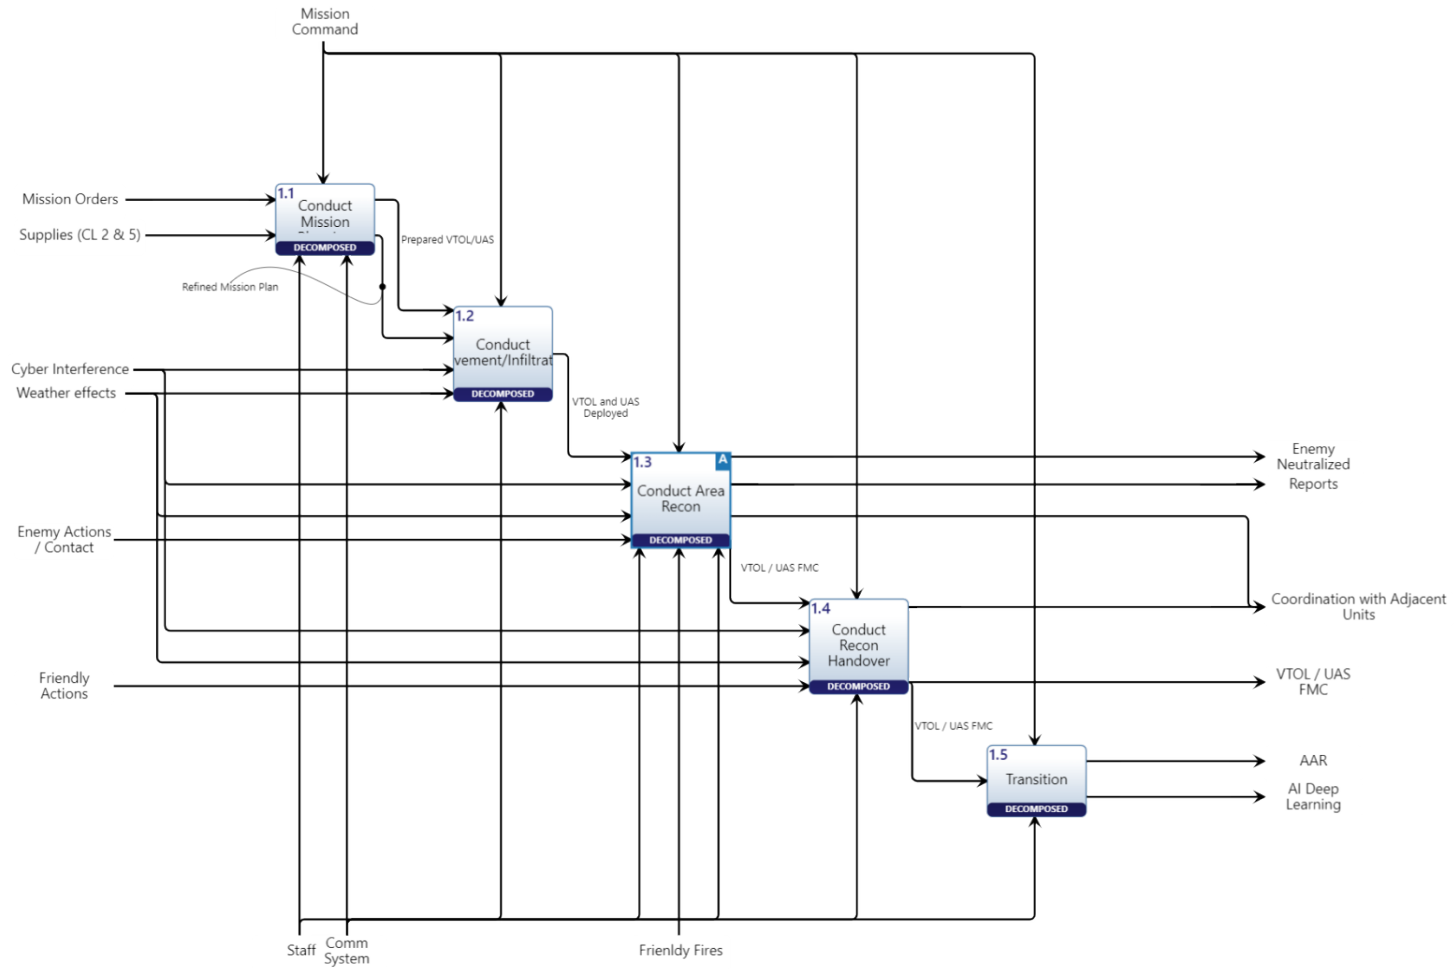 Mission
Command
Mission Orders
Supplies (CL 2 & 5)
1.1
Conduct
Mission
DECOMPOSED
Prepared VTOL/UAS
Refined Mission Plan
1.2
Conduct
vement/Infiltrat
DECOMPOSED
Cyber Interference
Weather effects
VTOL and UAS
Deployed
1.3
A
Conduct Area
Recon
DECOMPOSED
Enemy
Neutralized
Reports
Enemy Actions
/ Contact
VTOL / UAS FMC
1.4
Conduct
Recon
Handover
DECOMPOSED
Coordination with Adjacent
Units
Friendly
Actions
VTOL / UAS
FMC
VTOL / UAS FMC
1.5
Transition
DECOMPOSED
AAR
AI Deep
Learning
Staff
Comm
System
Frienldy Fires